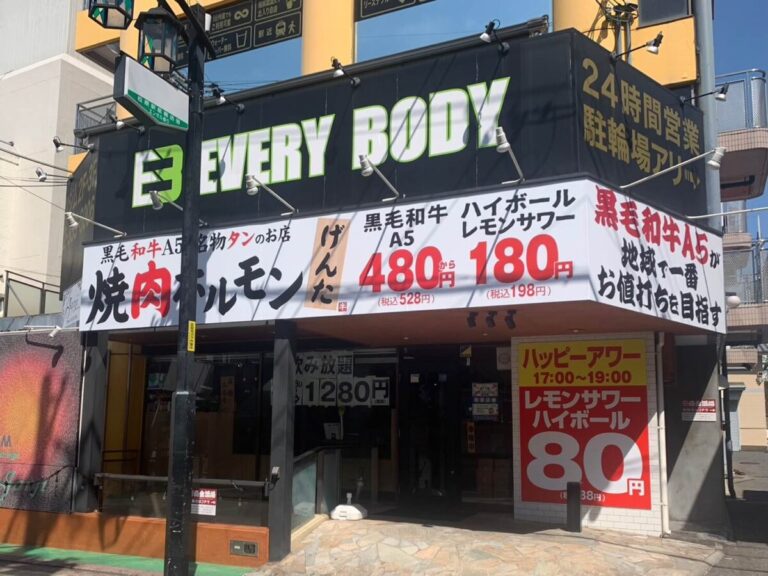 24時間営業
駐輪場アリ
EB EVERY BODY
黒毛和牛A5 名物タンのお店
焼肉ホルモン
げんた
黒毛和牛
A5
480円から
(税込528円)
ハイボール
レモンサワー
180円
(税込198円)
黒毛和牛A5が
地域で一番
お値打ちを目指す
飲み放題
1280円
ハッピーアワー
17:00～19:00
レモンサワー
ハイボール
80円